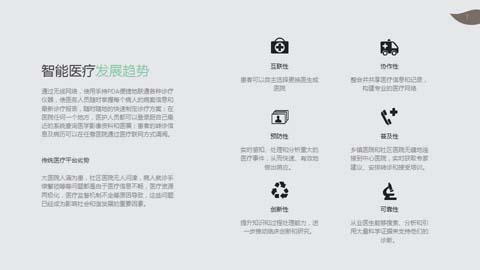 智能医疗发展趋势
通过无线网络，使用手持PDA便捷地联通各种诊疗
仪器，使医务人员随时掌握每个病人的病案信息和
最新诊疗报告，随时随地的快速制定诊疗方案；在
医院任何一个地方，医护人员都可以登录距自己最
近的系统查询医学影像资料和医嘱；患者的转诊信
息及病历可以在任意医院通过医疗联网方式调阅。
传统医疗平台劣势
大医院人满为患，社区医院无人问津，病人就诊手
续繁琐等等问题都是由于医疗信息不畅，医疗资源
两极化，医疗监督机制不全等原因导致，这些问题
已经成为影响社会和谐发展的重要因素。
互联性
患者可以自主选择更换医生或
医院
协作性
整合并共享医疗信息和记录，
构建专业的医疗网络
预防性
实时感知、处理和分析重大的
医疗事件，从而快速、有效地
做出响应。
普及性
乡镇医院和社区医院无缝地连
接到中心医院，实时获取专家
建议、安排转诊和接受培训。
创新性
提升知识和过程处理能力，进
一步推动临床创新和研究。
可靠性
从业医生能够搜索、分析和引
用大量科学证据来支持他们的
诊断。